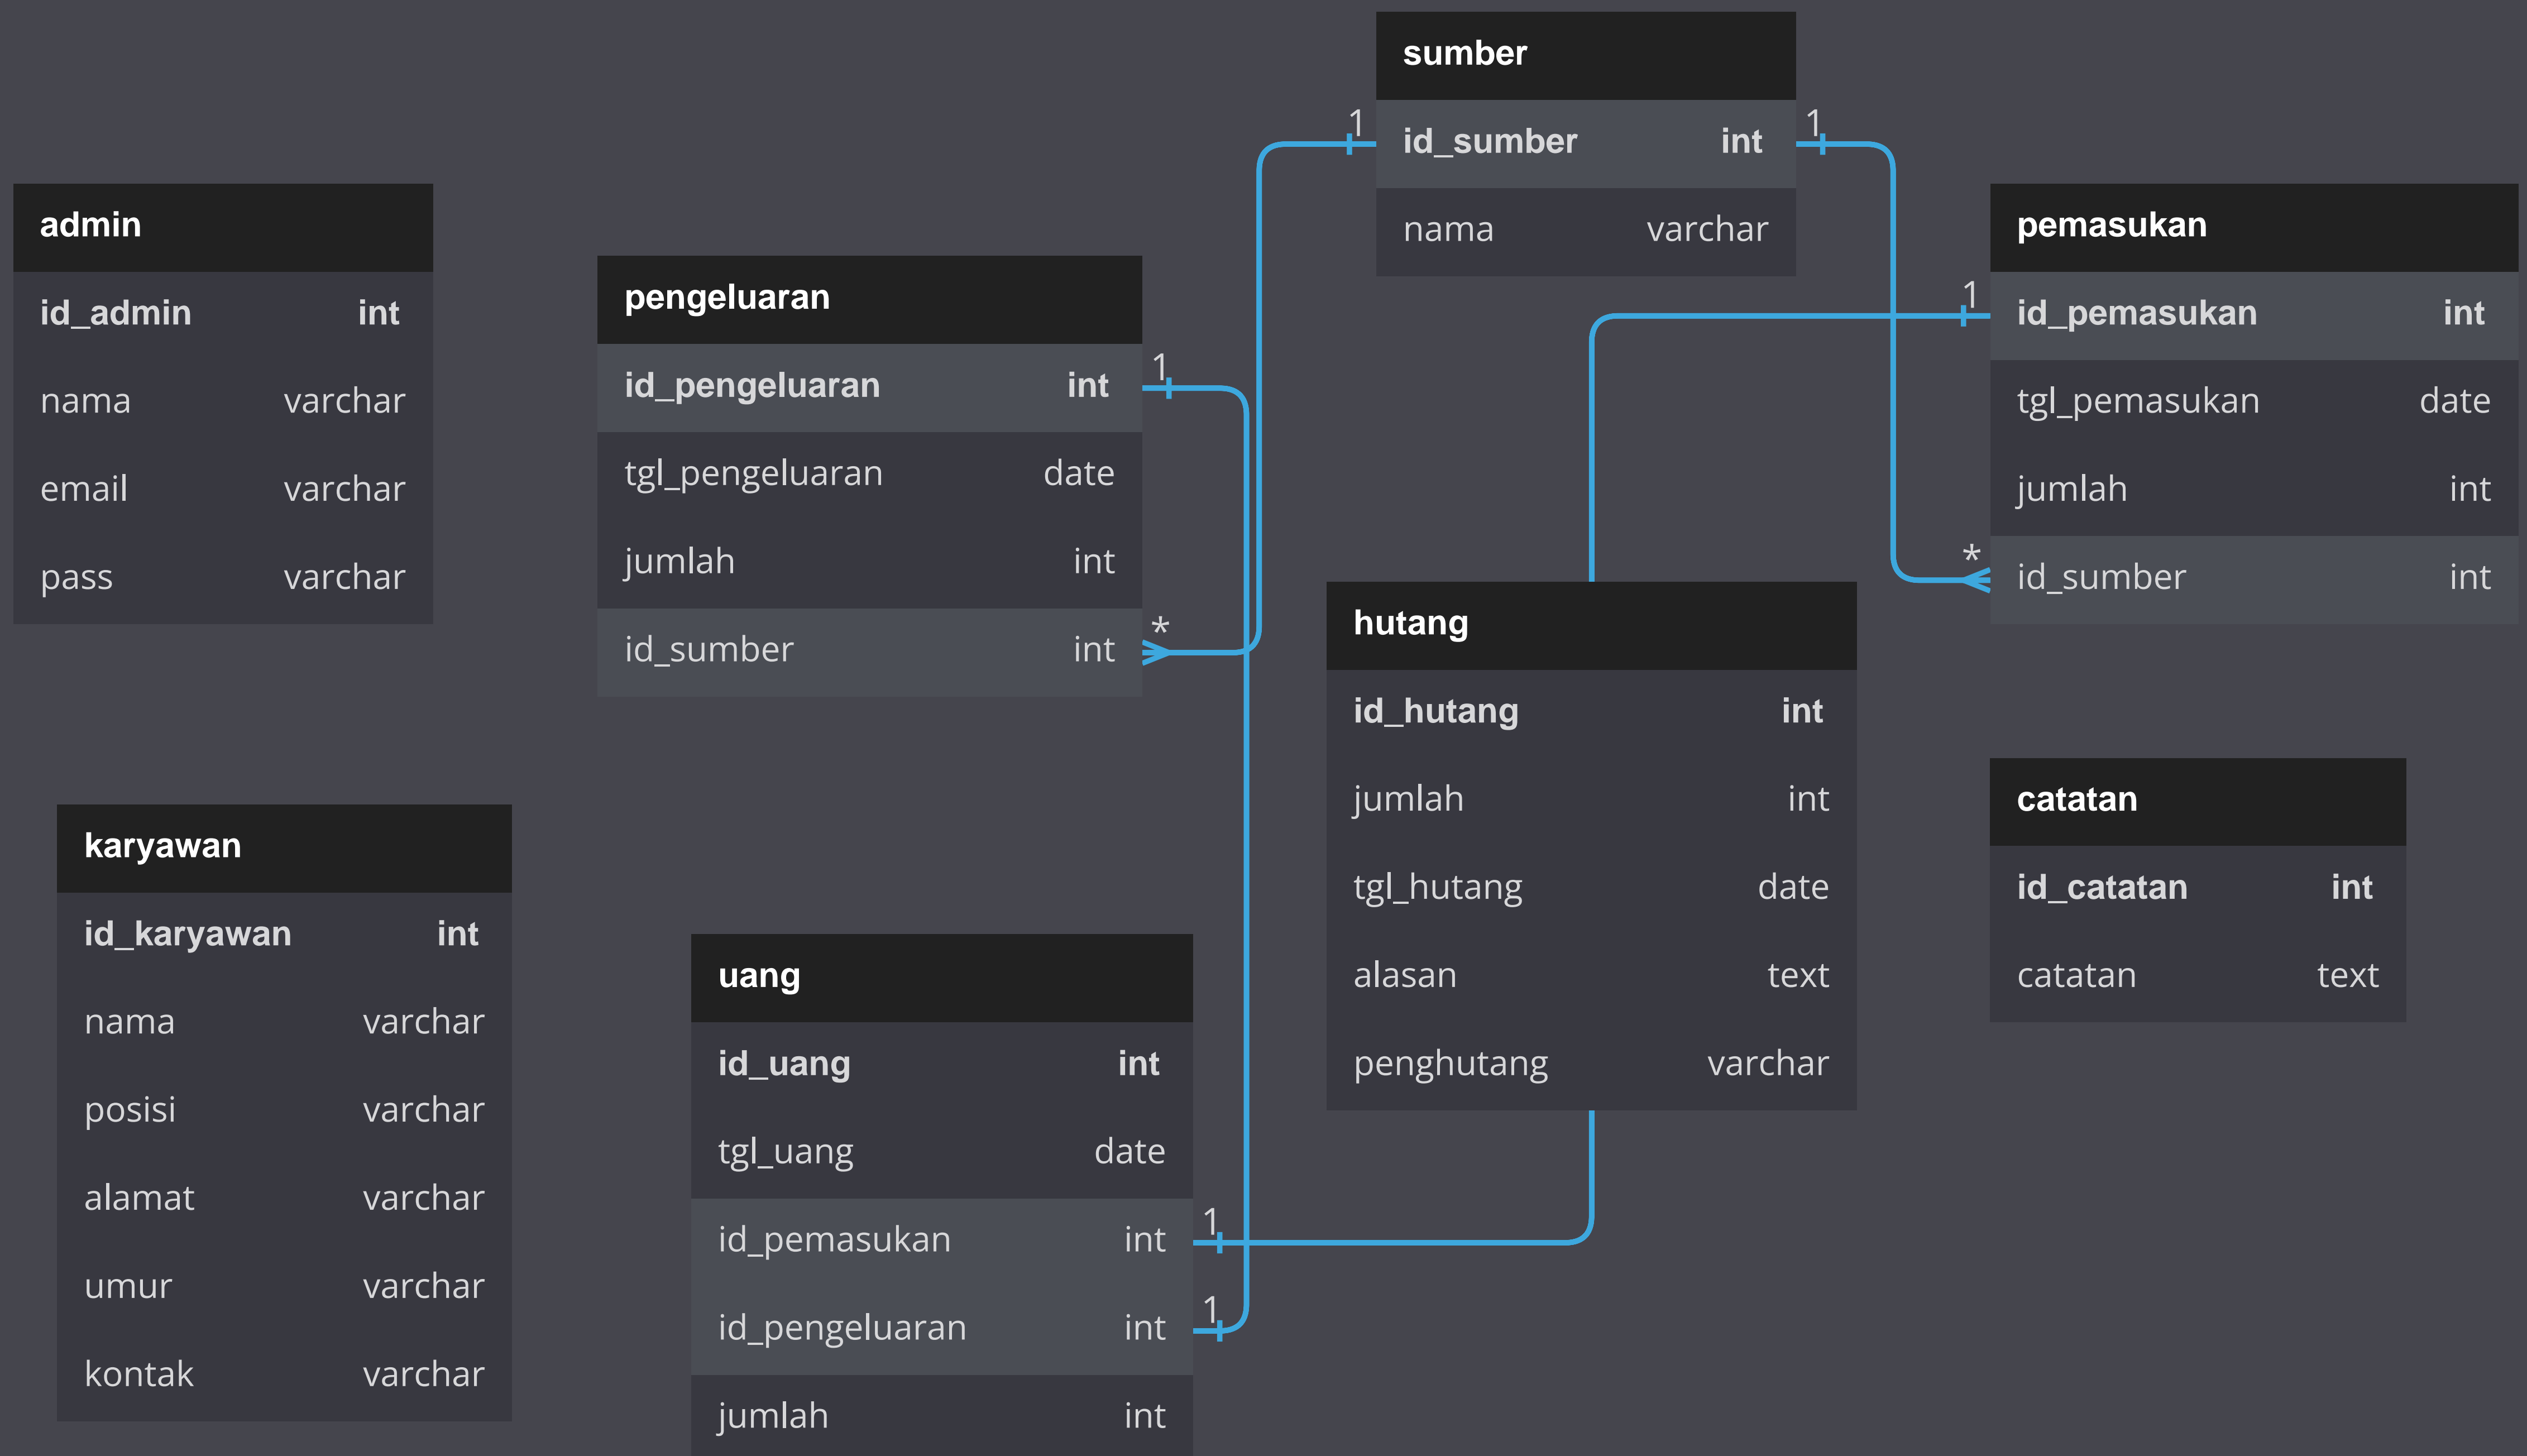 sumber
1
id_sumber int
1
nama varchar
admin
id_admin int
nama varchar
email varchar
pass varchar
pengeluaran
id_pengeluaran int
1
tgl_pengeluaran date
jumlah int
id_sumber int
*
pemasukan
1
id_pemasukan int
tgl_pemasukan date
jumlah int
*
id_sumber int
hutang
id_hutang int
jumlah int
tgl_hutang date
alasan text
penghutang varchar
catatan
id_catatan int
catatan text
karyawan
id_karyawan int
nama varchar
posisi varchar
alamat varchar
umur varchar
kontak varchar
uang
id_uang int
tgl_uang date
id_pemasukan int
1
id_pengeluaran int
1
jumlah int